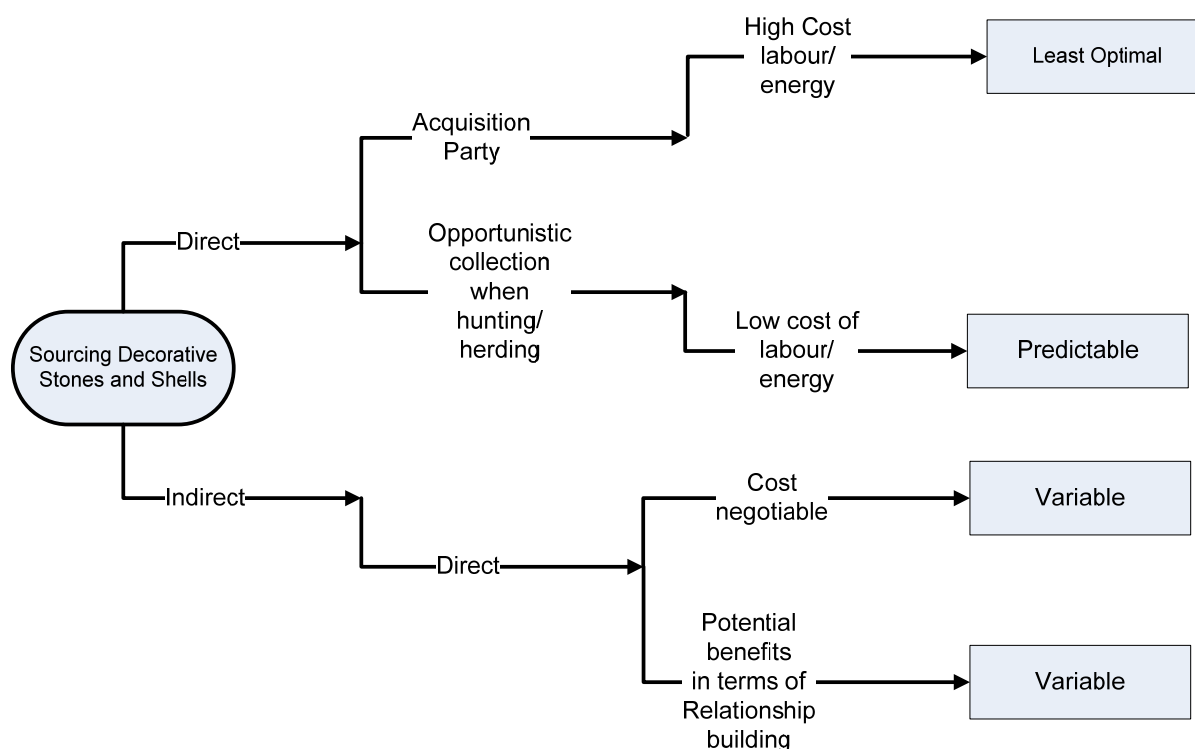 High Cost
labour/
energy
Least Optimal
Acquisition
Party
Direct
Opportunistic
collection
when
hunting/
herding
Low cost of
labour/
energy
Predictable
Sourcing Decorative
Stones and Shells
Indirect
Direct
Cost
negotiable
Variable
Potential
benefits
in terms of
Relationship
building
Variable